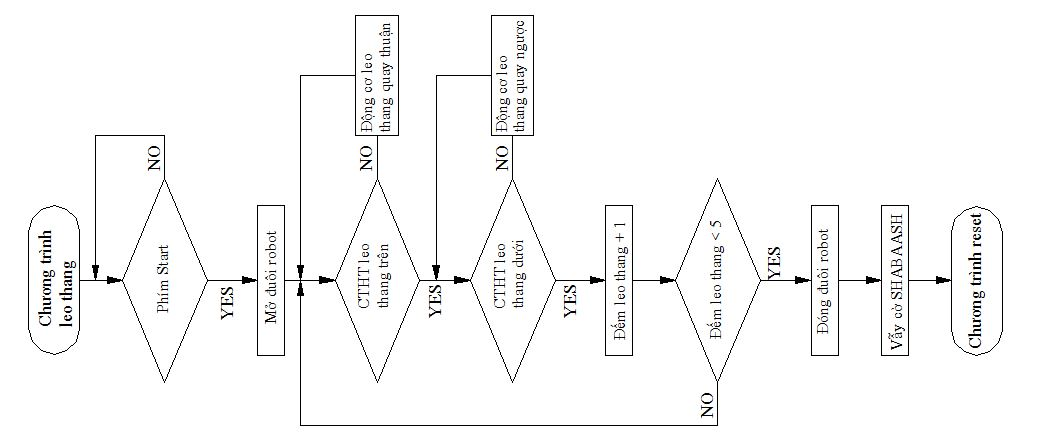 Chương trình
leo thang
Phím Start
NO
YES
Mở đuôi robot
CTHT leo
thang trên
NO
Động cơ leo
thang quay thuận
YES
CTHT leo
thang dưới
NO
Động cơ leo
thang quay ngược
YES
Đếm leo thang + 1
Đếm leo thang < 5
NO
YES
Đóng đuôi robot
Vẫy cờ SHABAASH
Chương trình reset